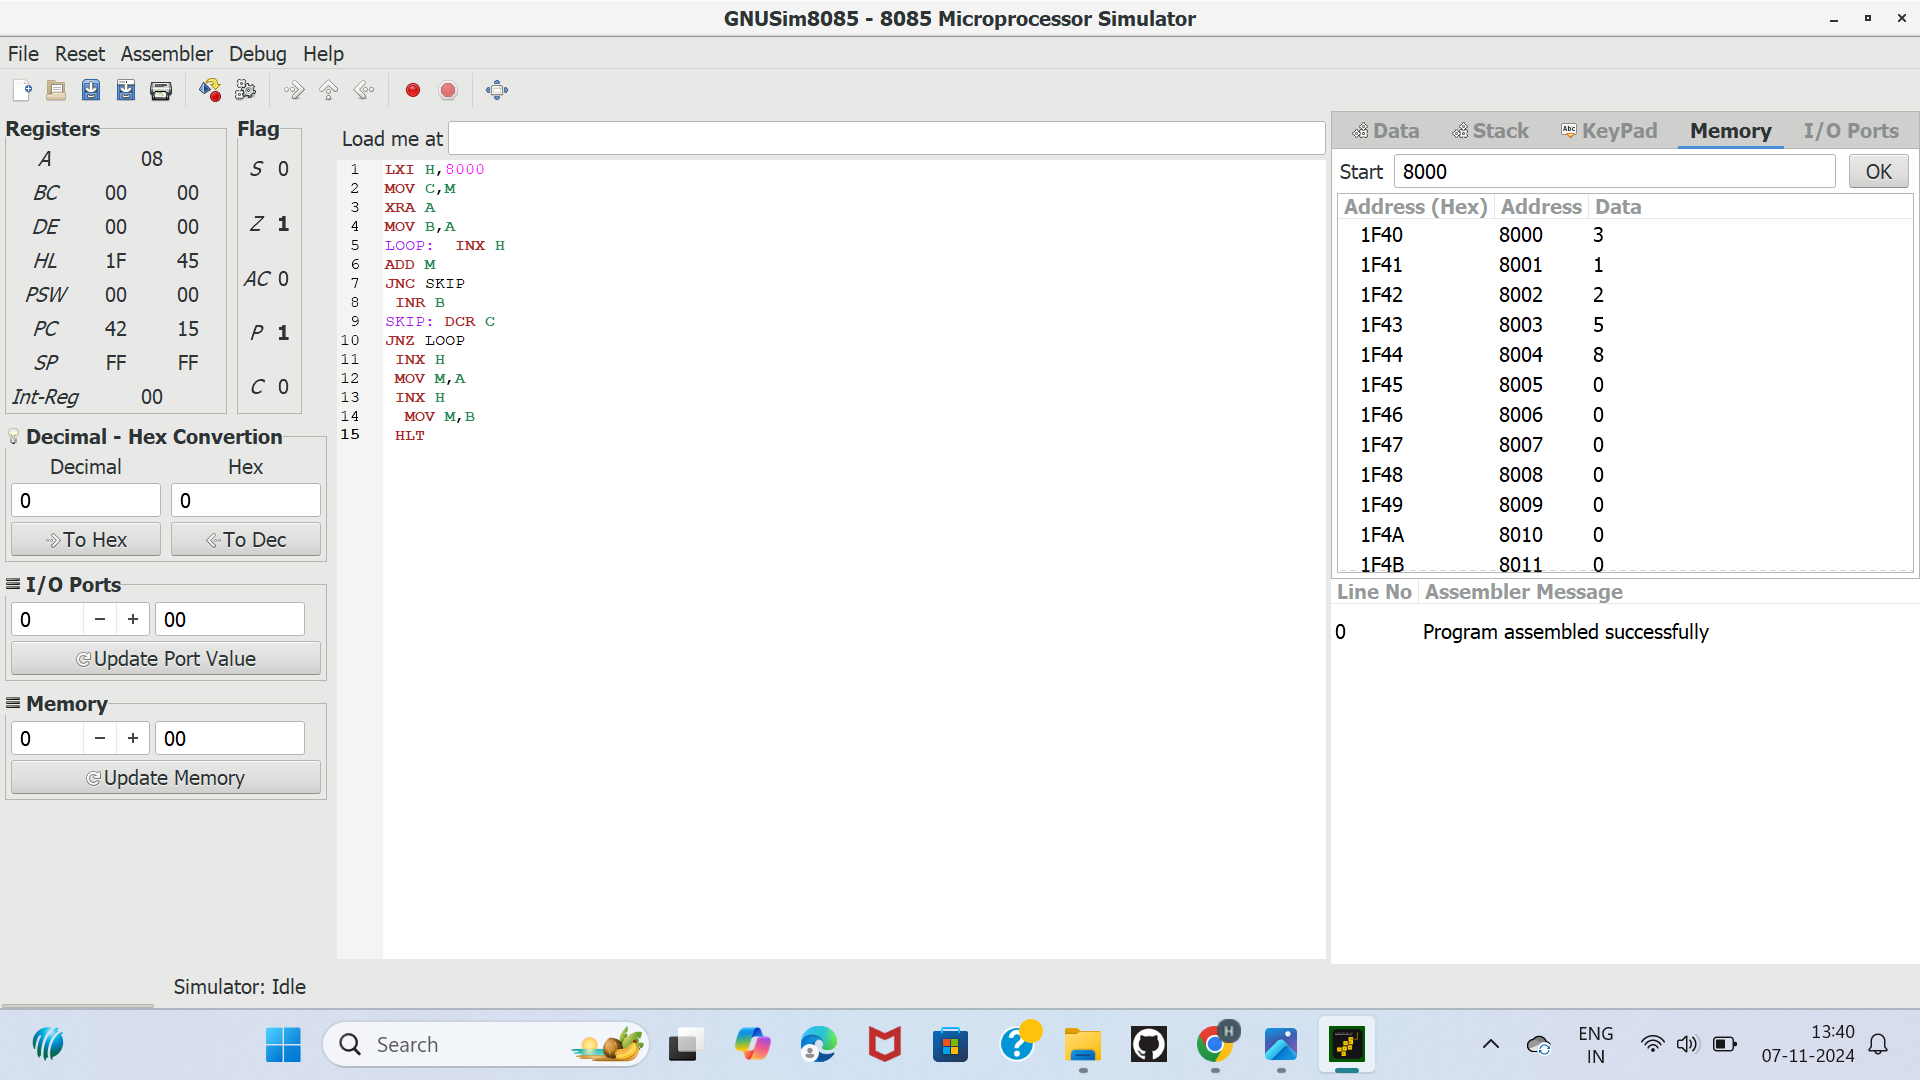 GNUSim8085 - 8085 Microprocessor Simulator
File Reset Assembler Debug Help
Registers
A 08
BC 00 00
DE 00 00
HL 1F 45
PSW 00 00
PC 42 15
SP FF FF
Int-Reg 00
Flag
S 0
Z 1
AC 0
P 1
C 0
Decimal - Hex Convertion
Decimal Hex
0 0
To Hex To Dec
I/O Ports
0 − + 00
Update Port Value
Memory
0 − + 00
Update Memory
Load me at
1 LXI H,8000
2 MOV C,M
3 XRA A
4 MOV B,A
5 LOOP: INX H
6 ADD M
7 JNC SKIP
8 INR B
9 SKIP: DCR C
10 JNZ LOOP
11 INX H
12 MOV M,A
13 INX H
14 MOV M,B
15 HLT
Data Stack Abc KeyPad Memory I/O Ports
Start 8000 OK
Address (Hex) Address Data
1F40 8000 3
1F41 8001 1
1F42 8002 2
1F43 8003 5
1F44 8004 8
1F45 8005 0
1F46 8006 0
1F47 8007 0
1F48 8008 0
1F49 8009 0
1F4A 8010 0
1F4B 8011 0
Line No Assembler Message
0 Program assembled successfully
Simulator: Idle
Search
H
ENG
IN
13:40
07-11-2024